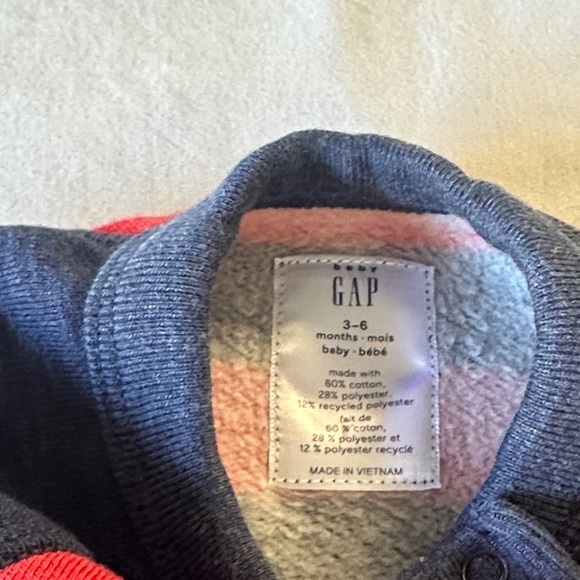 baby
GAP
3-6
months · mois
baby · bébé
made with
60% cotton,
28% polyester,
12% recycled polyester
fait de
60 % coton,
28 % polyester et
12 % polyester recyclé
MADE IN VIETNAM